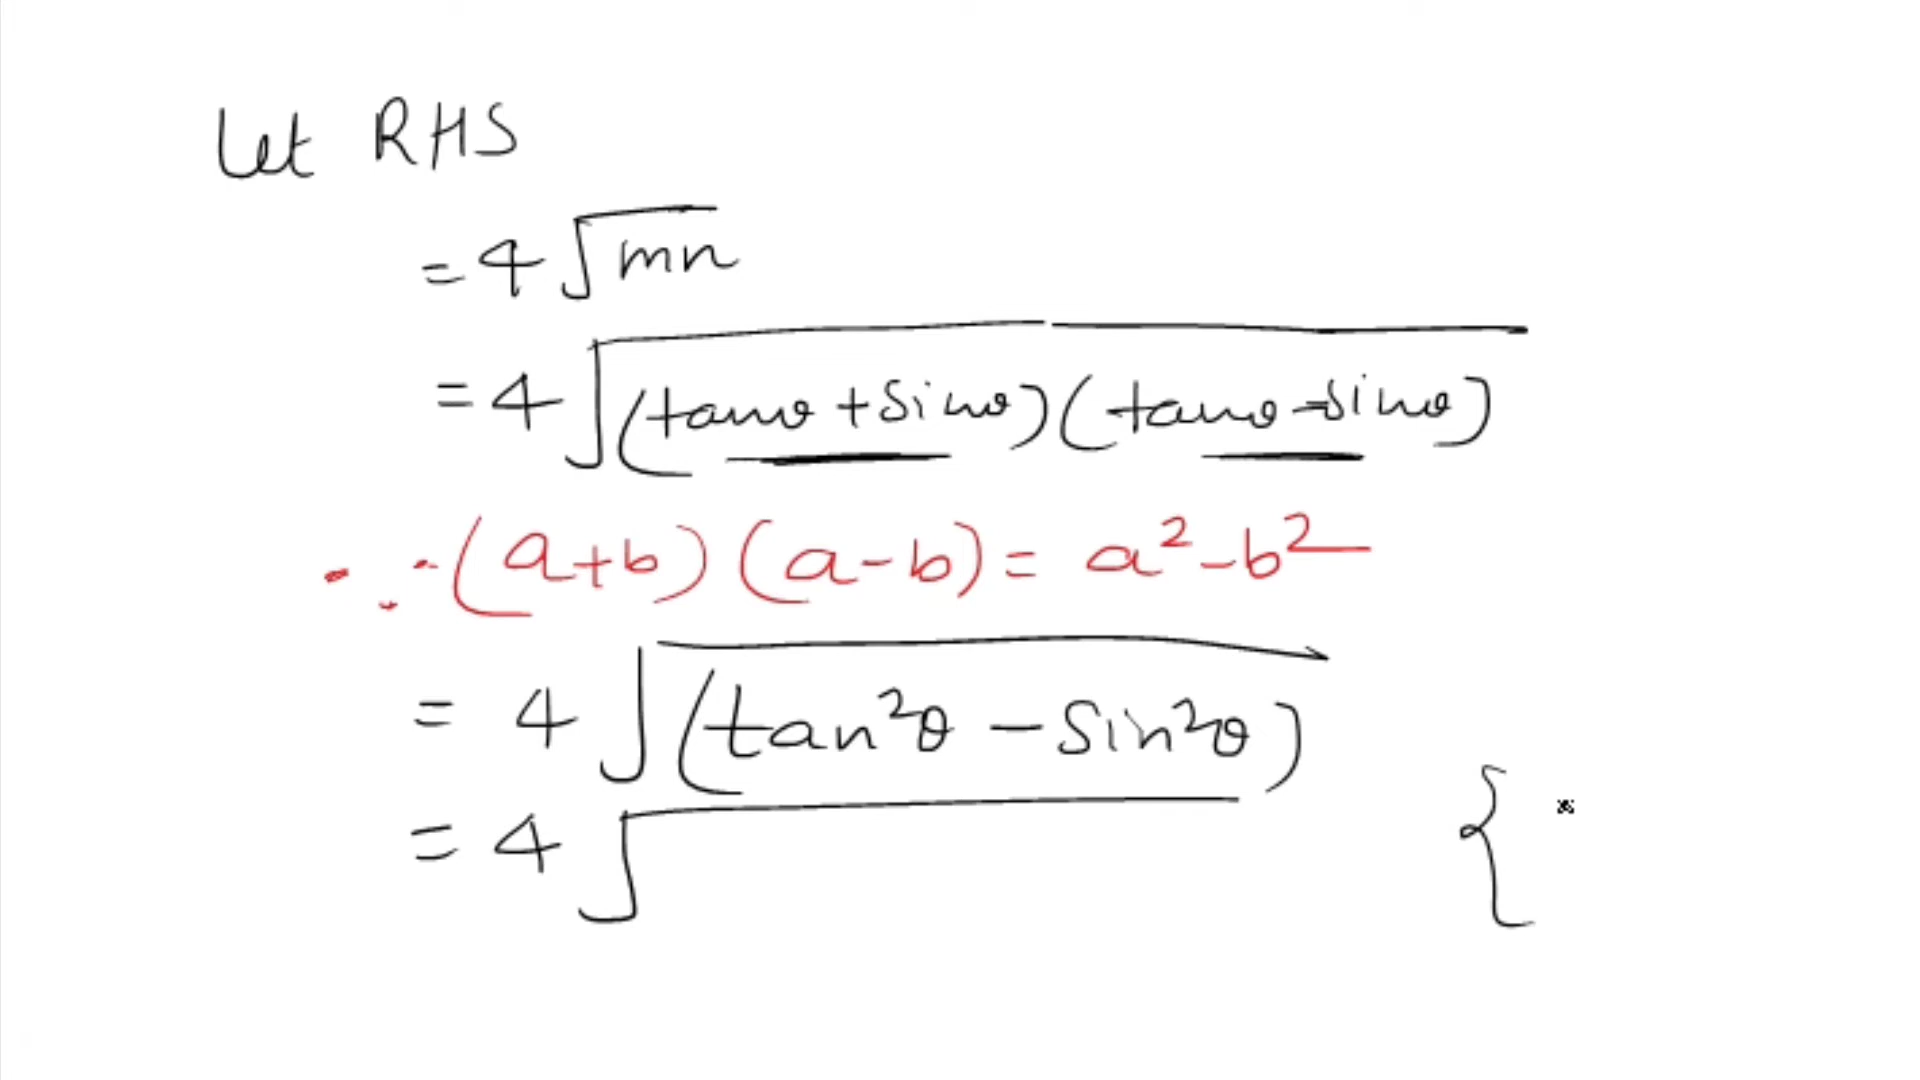 Let RHS
= 4 √mn
= 4 √(tanθ + Sinθ) (tanθ - sinθ)
∵ (a+b) (a-b) = a² - b²
= 4 √(tan²θ - Sin²θ)
= 4 √ {